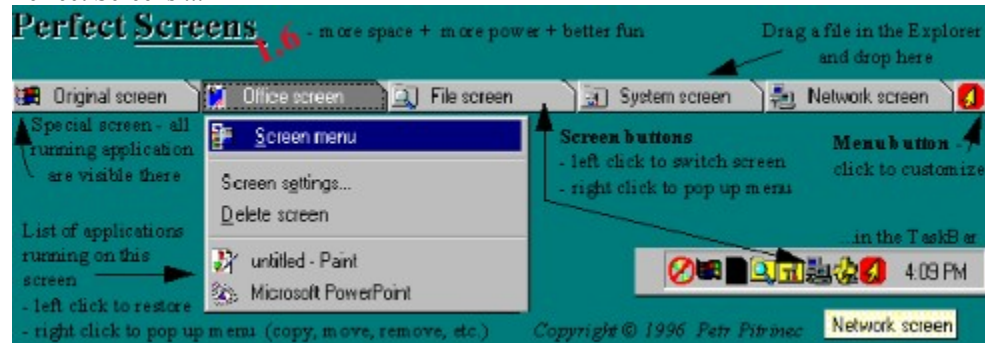 Perfect Screens 1.6 - more space + more power + better fun
Drag a file in the Explorer
and drop here
Original screen
Office screen
File screen
System screen
Network screen
Special screen - all
running application
are visible there
Screen menu
Screen settings...
Delete screen
untitled - Paint
Microsoft PowerPoint
Screen buttons
- left click to switch screen
- right click to pop up menu
Menu button -
click to customize
List of applications
running on this
screen
- left click to restore
- right click to pop up menu (copy, move, remove, etc.)
...in the TaskBar
4:09 PM
Network screen
Copyright © 1996 Petr Pitrinec